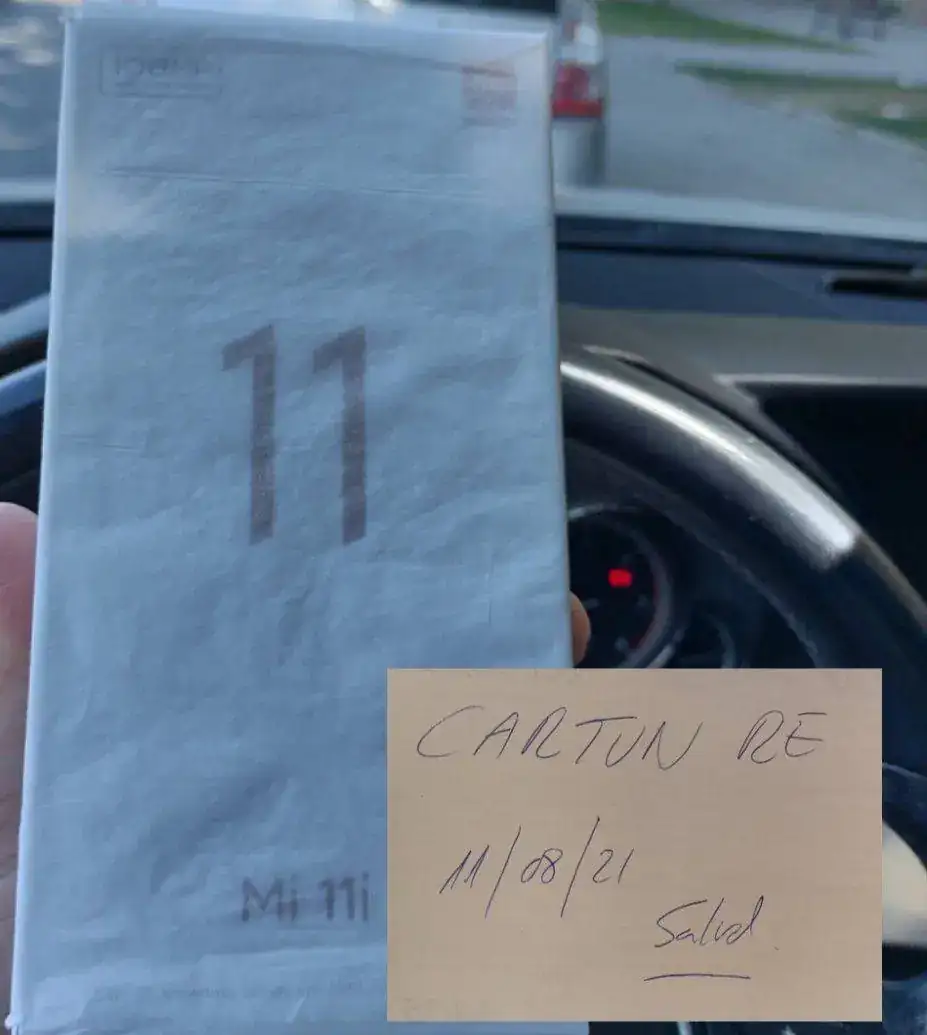 11
Mi 11i
CARTUN RE
11/08/21
Salud